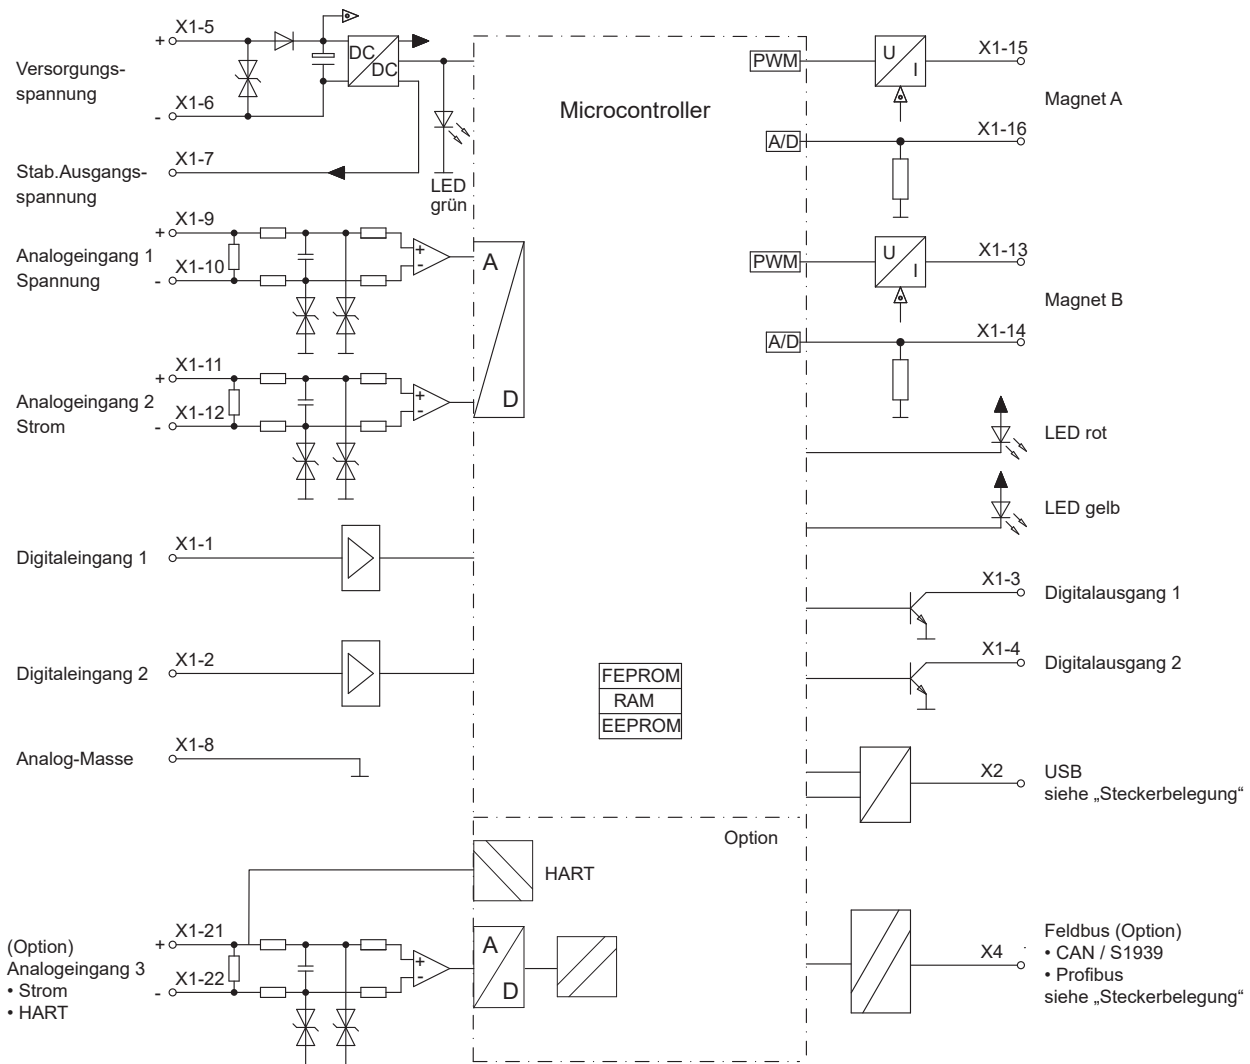 + X1-5
DC
DC
Versorgungs-
spannung
- X1-6
X1-7
Stab.Ausgangs-
spannung
LED
grün
+ X1-9
Analogeingang 1
Spannung
- X1-10
+
-
A
D
+ X1-11
Analogeingang 2
Strom
- X1-12
+
-
Digitaleingang 1
X1-1
Digitaleingang 2
X1-2
Analog-Masse
X1-8
(Option)
Analogeingang 3
• Strom
• HART
+ X1-21
- X1-22
+
-
A
D
HART
Option
Microcontroller
FEPROM
RAM
EEPROM
PWM
U
I
X1-15
Magnet A
A/D
X1-16
PWM
U
I
X1-13
Magnet B
A/D
X1-14
LED rot
LED gelb
X1-3
Digitalausgang 1
X1-4
Digitalausgang 2
X2
USB
siehe „Steckerbelegung“
X4
Feldbus (Option)
• CAN / S1939
• Profibus
siehe „Steckerbelegung“